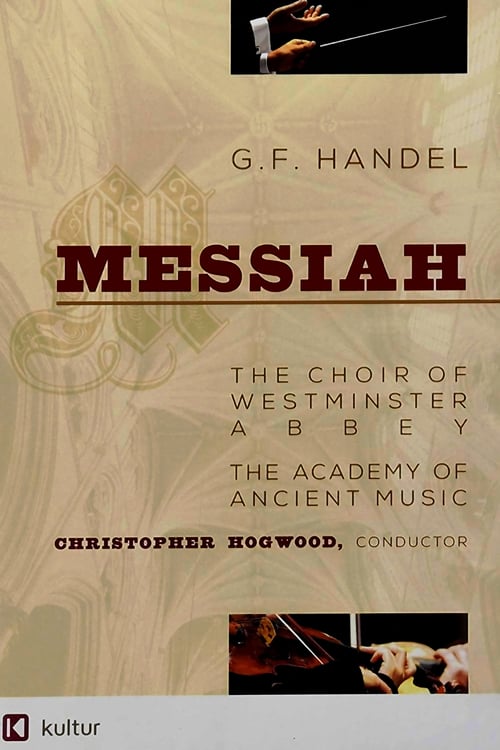 G.F. HANDEL
MESSIAH
THE CHOIR OF
WESTMINSTER
ABBEY
THE ACADEMY OF
ANCIENT MUSIC
CHRISTOPHER HOGWOOD, CONDUCTOR
K kultur